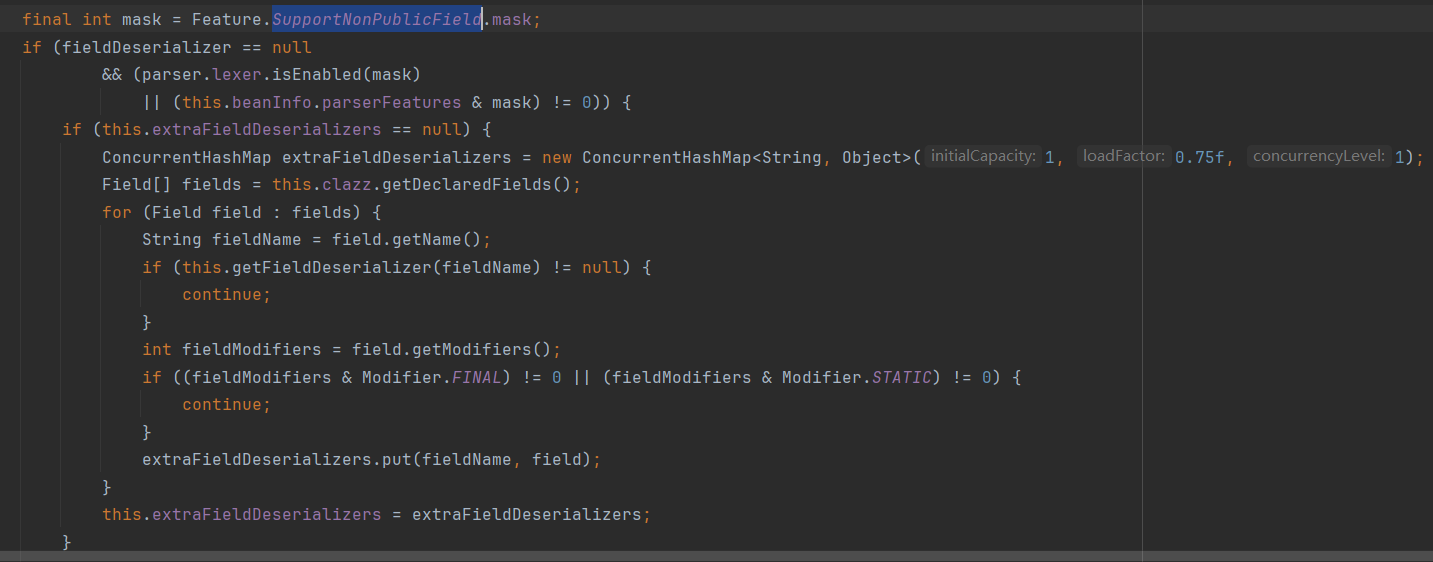 final int mask = Feature.SupportNonPublicField.mask;
if (fieldDeserializer == null
&& (parser.lexer.isEnabled(mask)
|| (this.beanInfo.parserFeatures & mask) != 0)) {
if (this.extraFieldDeserializers == null) {
ConcurrentHashMap extraFieldDeserializers = new ConcurrentHashMap<String, Object>( initialCapacity: 1, loadFactor: 0.75f, concurrencyLevel: 1);
Field[] fields = this.clazz.getDeclaredFields();
for (Field field : fields) {
String fieldName = field.getName();
if (this.getFieldDeserializer(fieldName) != null) {
continue;
}
int fieldModifiers = field.getModifiers();
if ((fieldModifiers & Modifier.FINAL) != 0 || (fieldModifiers & Modifier.STATIC) != 0) {
continue;
}
extraFieldDeserializers.put(fieldName, field);
}
this.extraFieldDeserializers = extraFieldDeserializers;
}